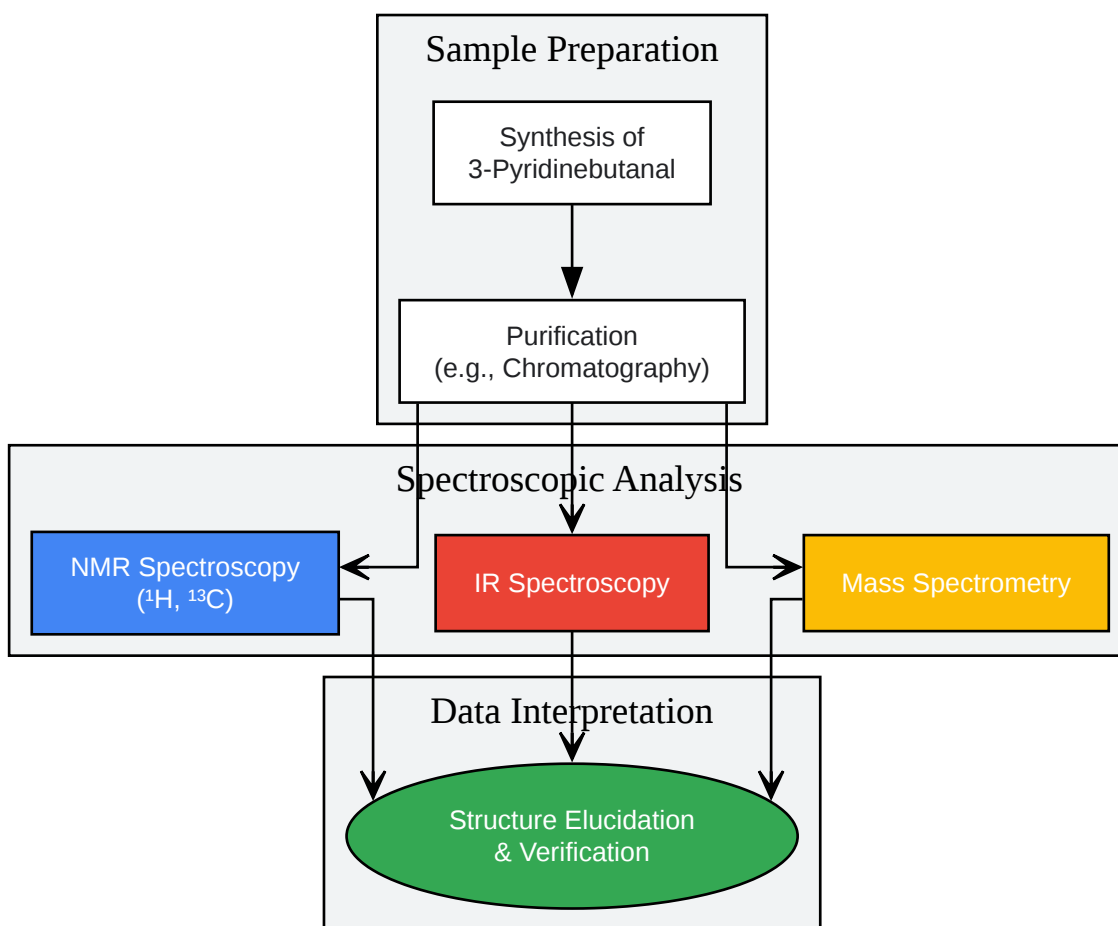 Sample Preparation
Synthesis of
3-Pyridinebutanal
Purification
(e.g., Chromatography)
Spectroscopic Analysis
NMR Spectroscopy
(¹H, ¹³C)
IR Spectroscopy
Mass Spectrometry
Data Interpretation
Structure Elucidation
& Verification